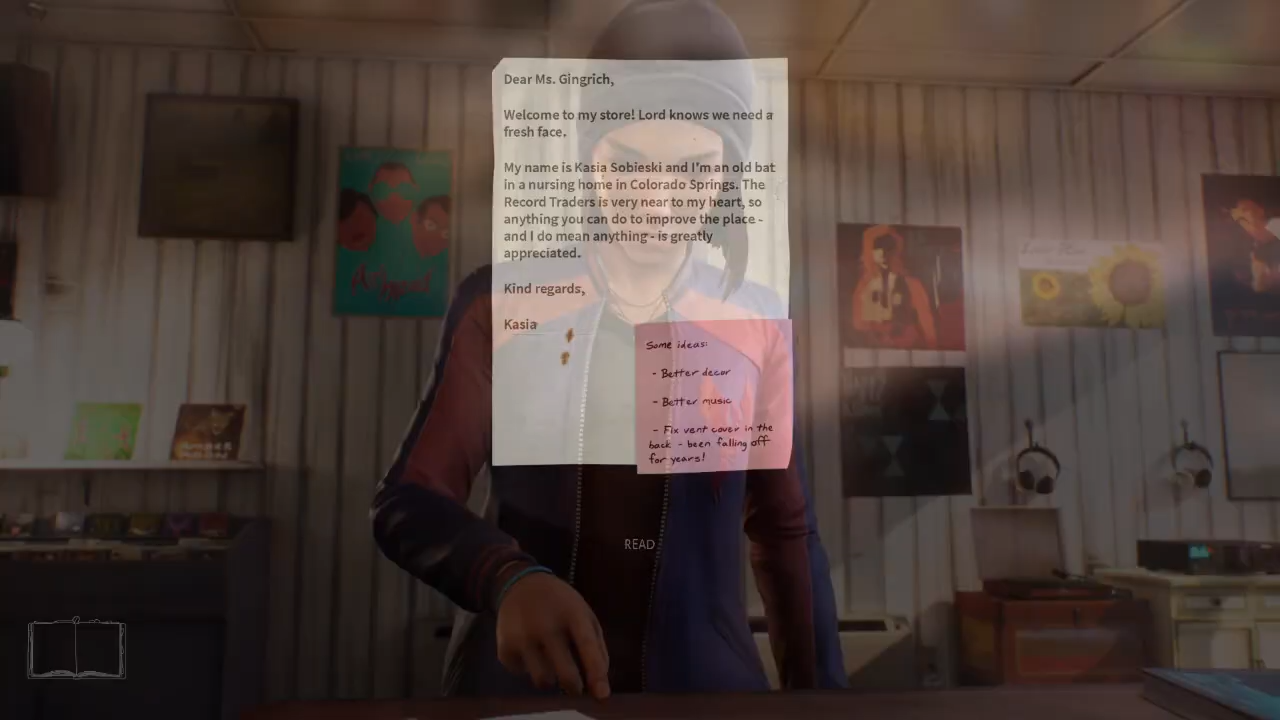 Dear Ms. Gingrich,
Welcome to my store! Lord knows we need a
fresh face.
My name is Kasia Sobieski and I'm an old bat
in a nursing home in Colorado Springs. The
Record Traders is very near to my heart, so
anything you can do to improve the place -
and I do mean anything - is greatly
appreciated.
Kind regards,
Kasia
Some ideas:
- Better decor
- Better music
- Fix vent cover in the
back - been falling off
for years!
READ